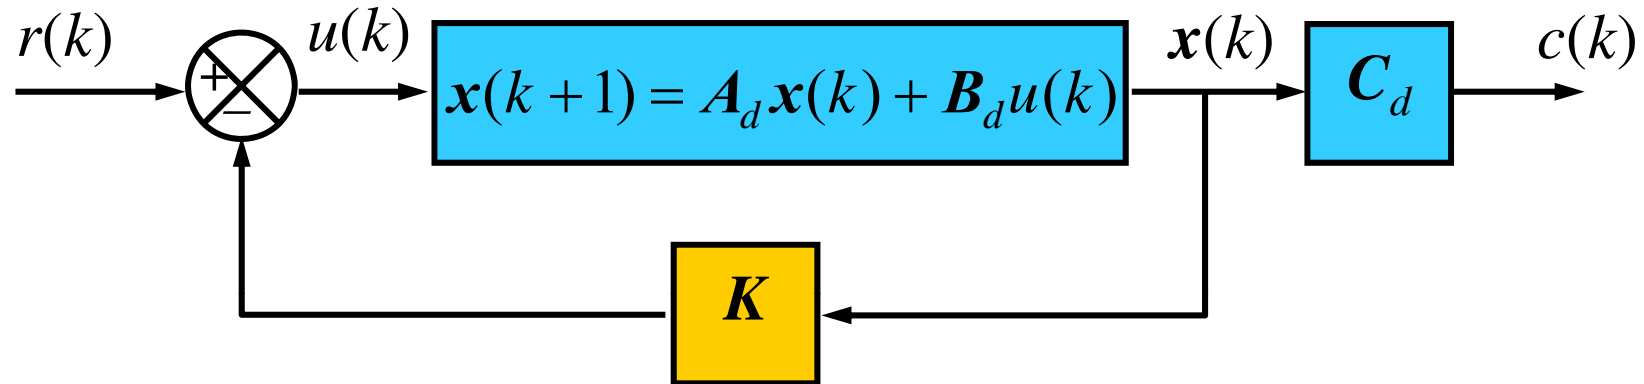 r(k)
u(k)
x(k + 1) = A_d x(k) + B_d u(k)
x(k)
C_d
c(k)
+
−
K